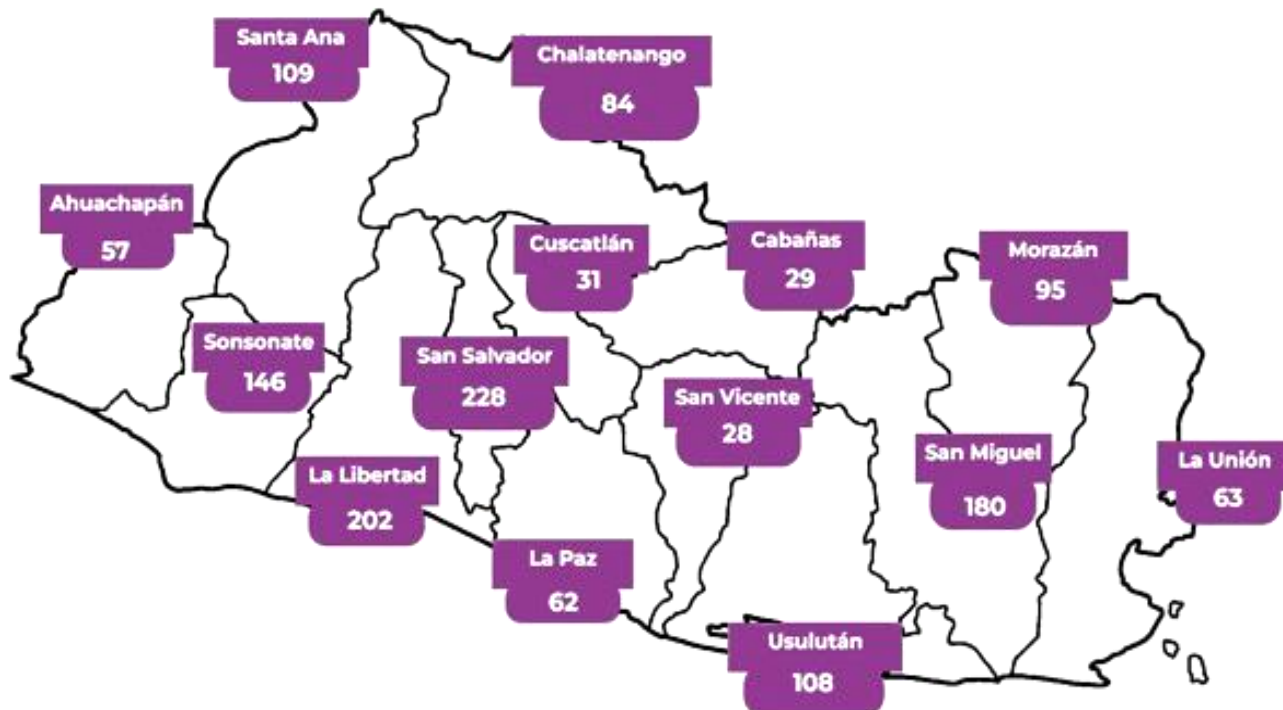 Santa Ana
109
Chalatenango
84
Ahuachapán
57
Cuscatlán
31
Cabañas
29
Morazán
95
Sonsonate
146
San Salvador
228
San Vicente
28
San Miguel
180
La Unión
63
La Libertad
202
La Paz
62
Usulután
108